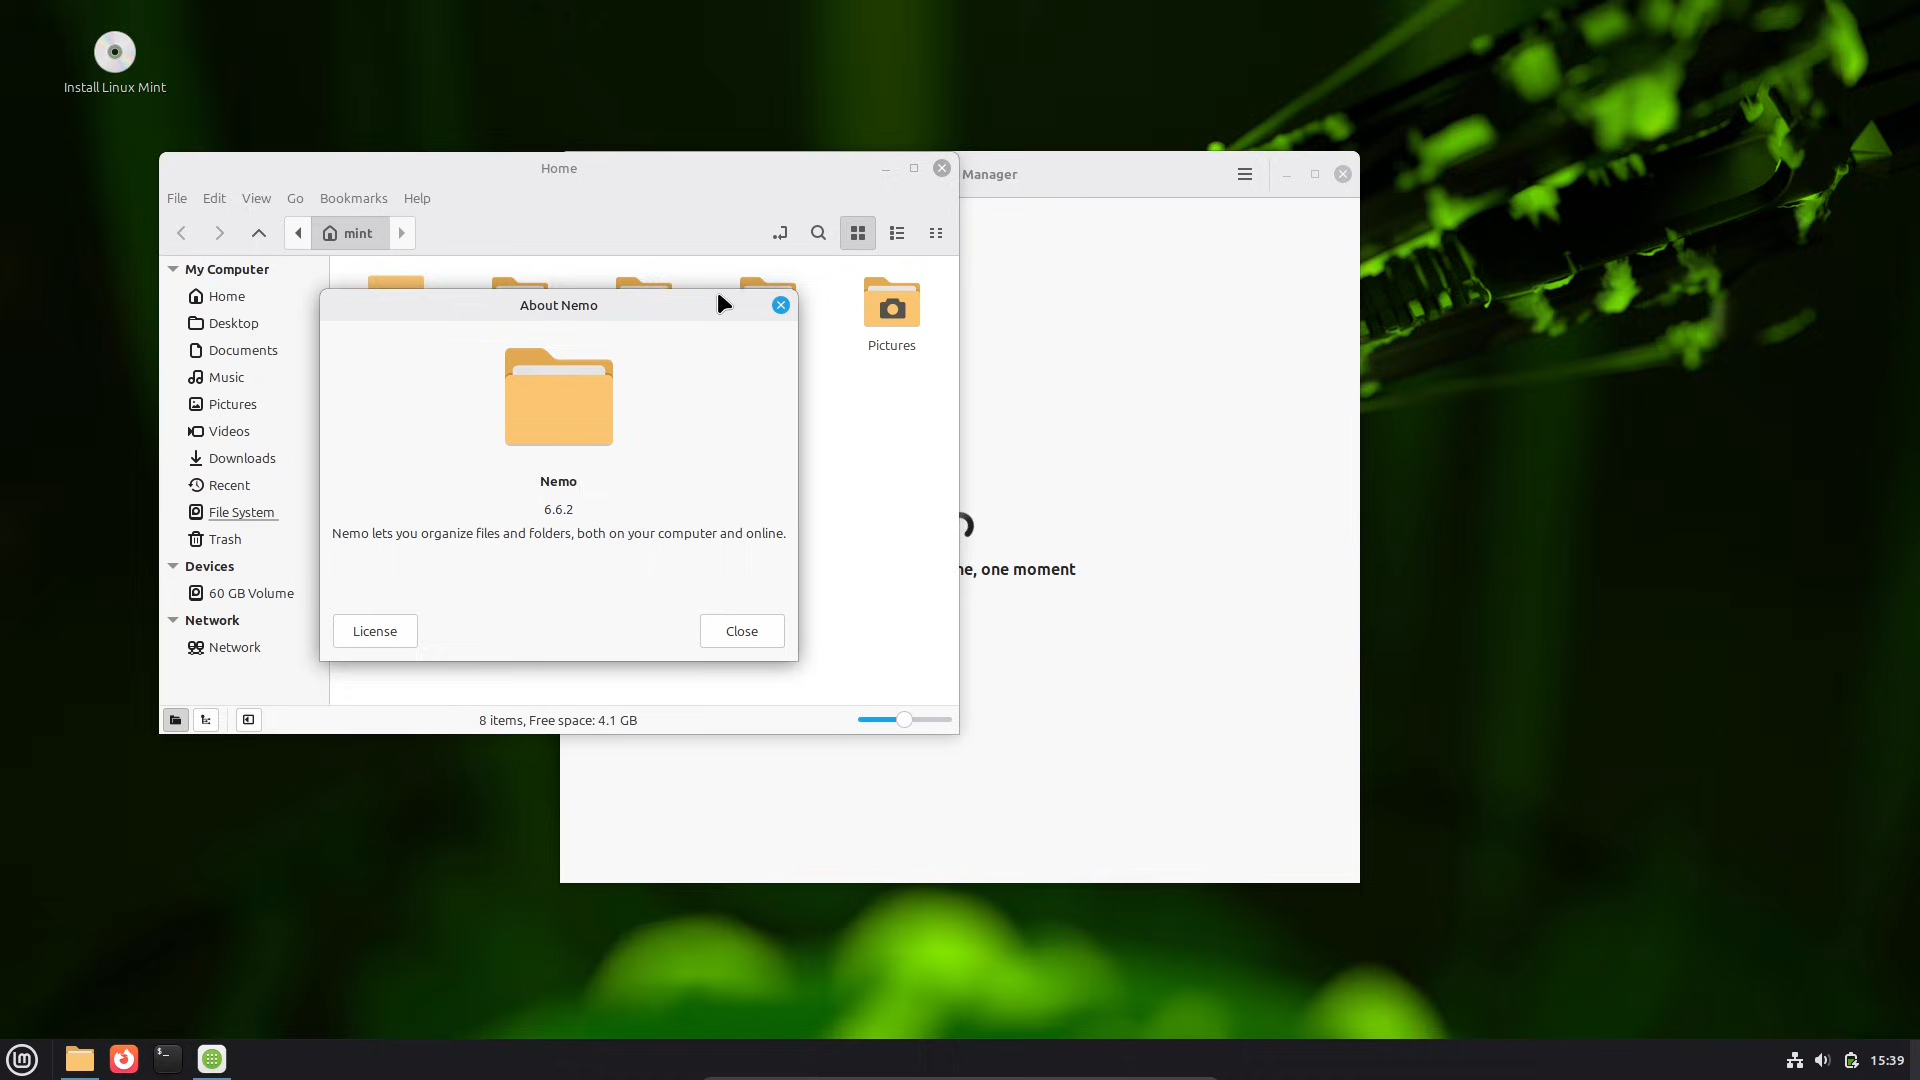 Install Linux Mint
Home
Manager
File Edit View Go Bookmarks Help
mint
My Computer
Home
Desktop
Documents
Music
Pictures
Videos
Downloads
Recent
File System
Trash
Devices
60 GB Volume
Network
Network
Pictures
About Nemo
Nemo
6.6.2
Nemo lets you organize files and folders, both on your computer and online.
License
Close
one moment
8 items, Free space: 4.1 GB
15:39